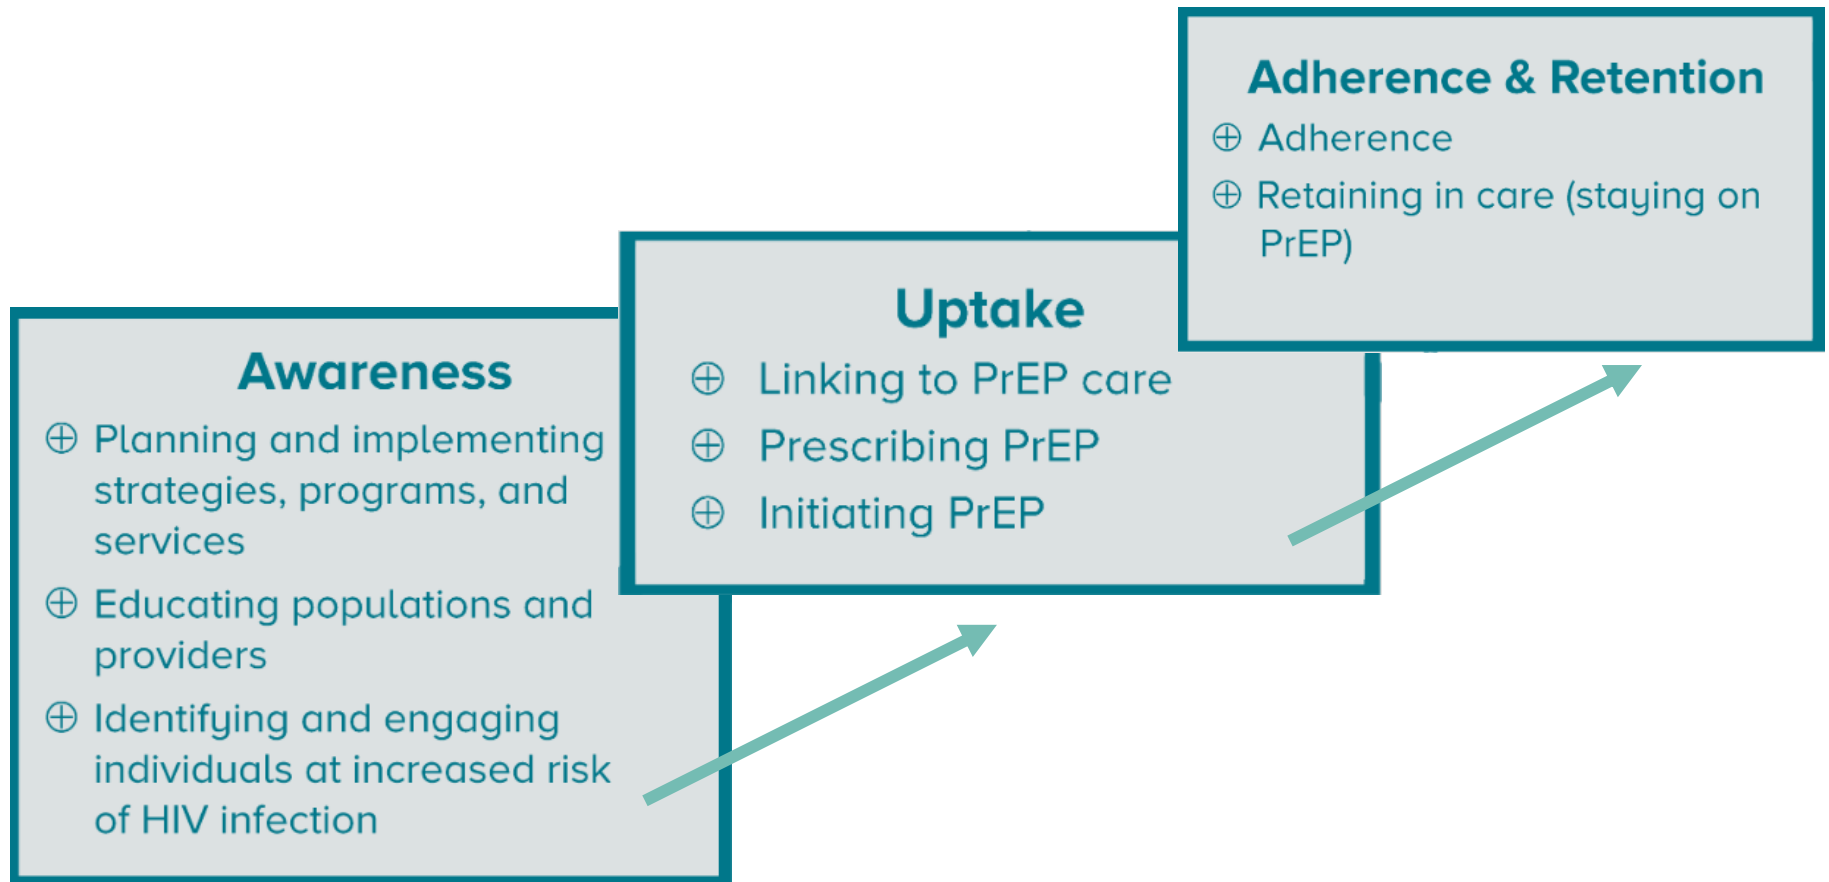 Awareness
⊕ Planning and implementing
strategies, programs, and
services
⊕ Educating populations and
providers
⊕ Identifying and engaging
individuals at increased risk
of HIV infection
Uptake
⊕ Linking to PrEP care
⊕ Prescribing PrEP
⊕ Initiating PrEP
Adherence & Retention
⊕ Adherence
⊕ Retaining in care (staying on
PrEP)